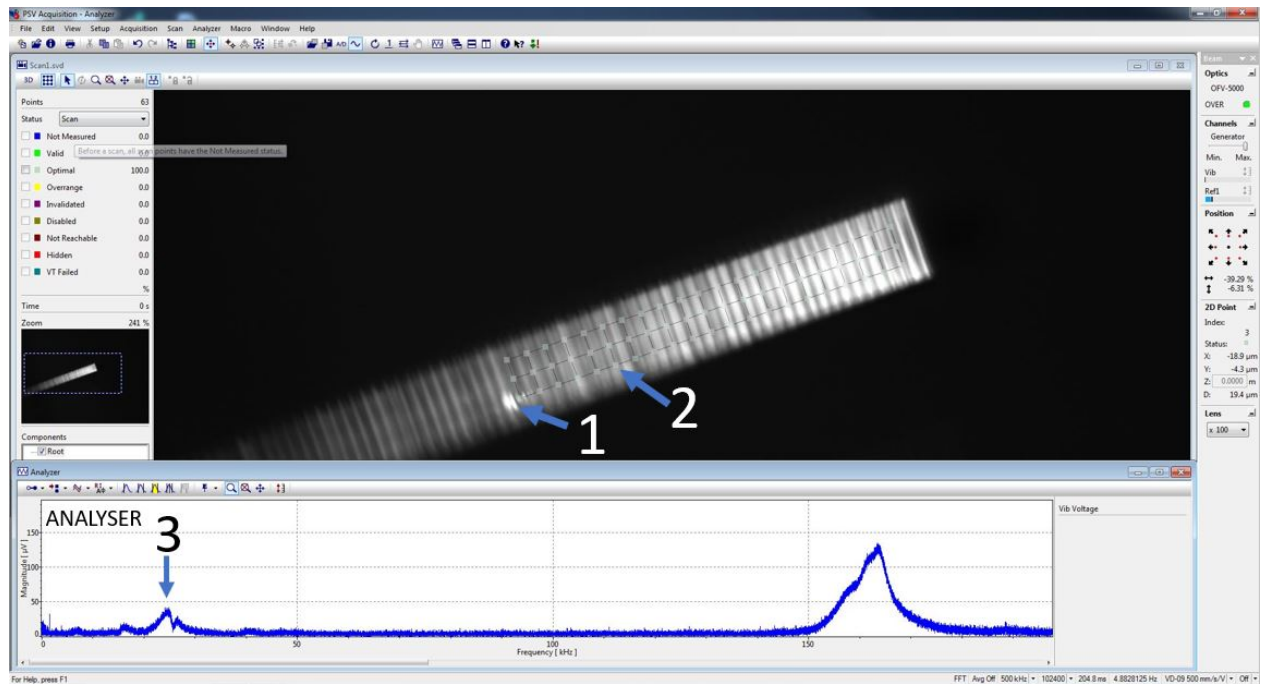 PSV Acquisition - Analyzer
File Edit View Setup Acquisition Scan Analyzer Macro Window Help
Scan1.svd
3D
Points 63
Status Scan
Not Measured 0.0
Valid 0.0
Before a scan, all scan points have the Not Measured status.
Optimal 100.0
Overrange 0.0
Invalidated 0.0
Disabled 0.0
Not Reachable 0.0
Hidden 0.0
VT Failed 0.0
%
Time 0 s
Zoom 241 %
Components
Root
1
2
Beam
Optics
OFV-5000
OVER
Channels
Generator
Min. Max.
Vib
Ref1
Position
-39.29 %
-6.31 %
2D Point
Index:
3
Status:
X: -18.9 µm
Y: -4.3 µm
Z: 0.0000 m
D: 19.4 µm
Lens
x 100
Analyzer
ANALYSER
3
Vib Voltage
Magnitude [ µV ]
150
100
50
0
0 50 100 150
Frequency [ kHz ]
For Help, press F1
FFT Avg Off 500 kHz 102400 204.8 ms 4.8828125 Hz VD-09 500 mm/s/V Off